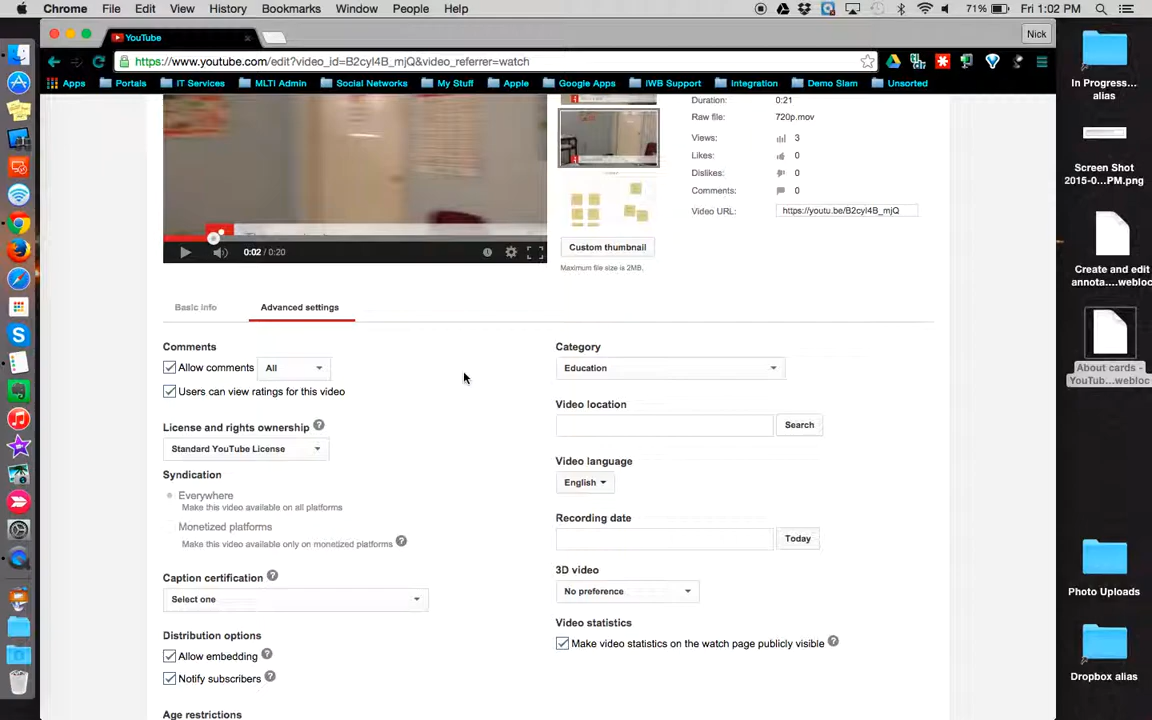 Chrome File Edit View History Bookmarks Window People Help 71% Fri 1:02 PM
YouTube Nick
https://www.youtube.com/edit?video_id=B2cyl4B_mjQ&video_referrer=watch
Apps Portals IT Services MLTI Admin Social Networks My Stuff Apple Google Apps IWB Support Integration Demo Slam Unsorted
In Progress...
alias
Screen Shot
2015-0...PM.png
Create and edit
annota....webloc
About cards -
YouTub...webloc
Photo Uploads
Dropbox alias
Duration: 0:21
Raw file: 720p.mov
Views: 3
Likes: 0
Dislikes: 0
Comments: 0
Video URL: https://youtu.be/B2cyl4B_mjQ
0:02 / 0:20
Custom thumbnail
Maximum file size is 2MB.
Basic info Advanced settings
Comments
Allow comments All
Users can view ratings for this video
License and rights ownership ?
Standard YouTube License
Syndication
Everywhere
Make this video available on all platforms
Monetized platforms
Make this video available only on monetized platforms ?
Caption certification ?
Select one
Distribution options
Allow embedding ?
Notify subscribers ?
Age restrictions
Category
Education
Video location
Search
Video language
English
Recording date
Today
3D video
No preference
Video statistics
Make video statistics on the watch page publicly visible ?